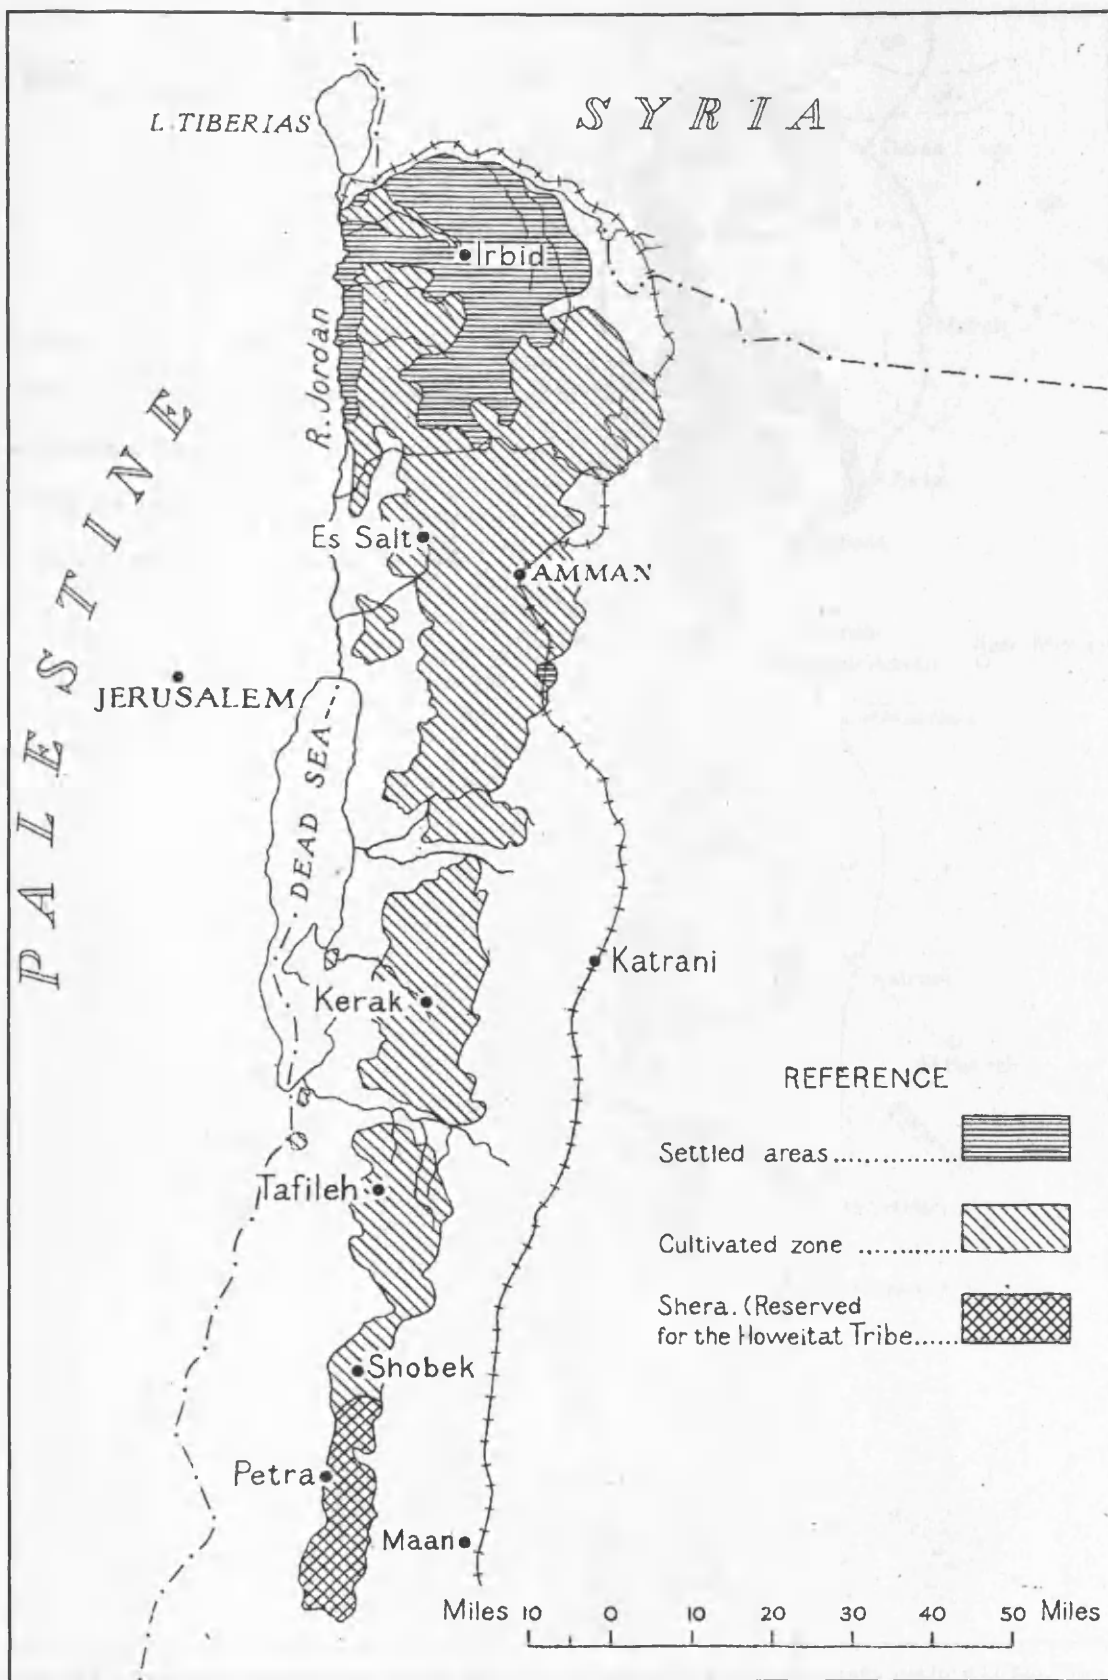 SYRIA
L. TIBERIAS
Irbid
R. Jordan
PALESTINE
Es Salt
AMMAN
JERUSALEM
DEAD SEA
Katrani
Kerak
REFERENCE
Settled areas..............
Tafileh
Cultivated zone ............
Shera. (Reserved
for the Howeitat Tribe......
Shobek
Petra
Maan
Miles 10 0 10 20 30 40 50 Miles